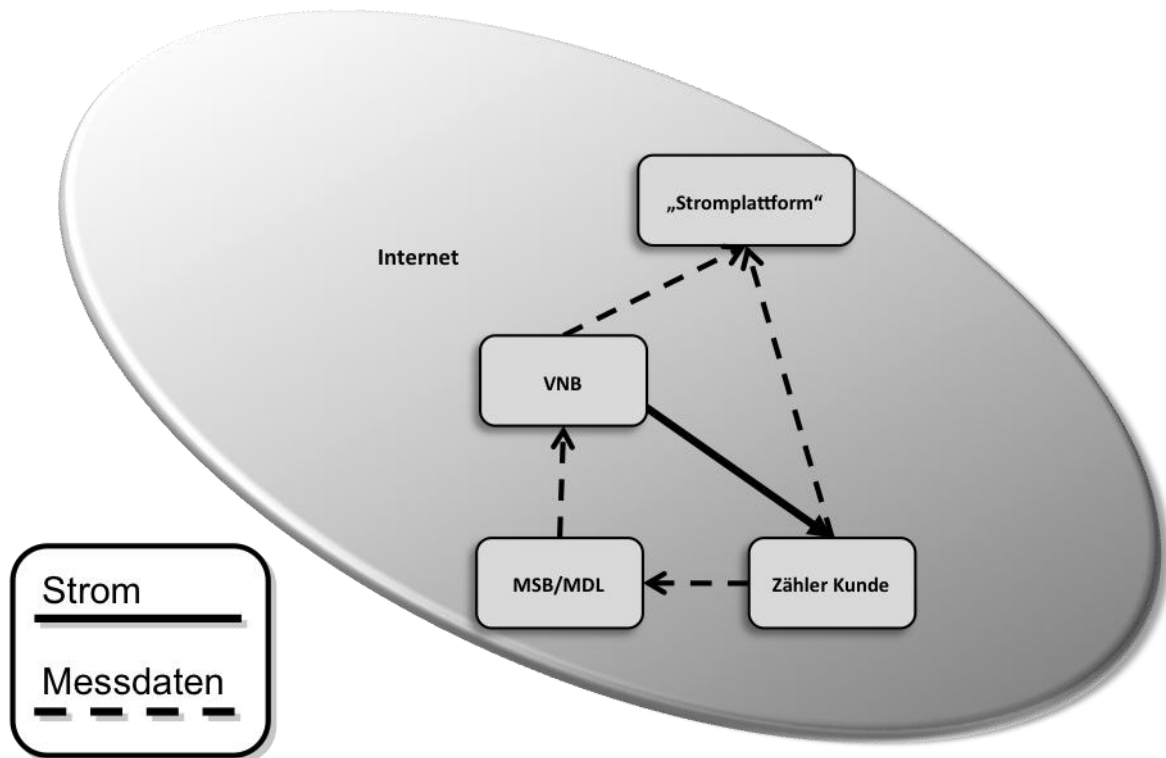 „Stromplattform“
Internet
VNB
MSB/MDL
Zähler Kunde
Strom
Messdaten